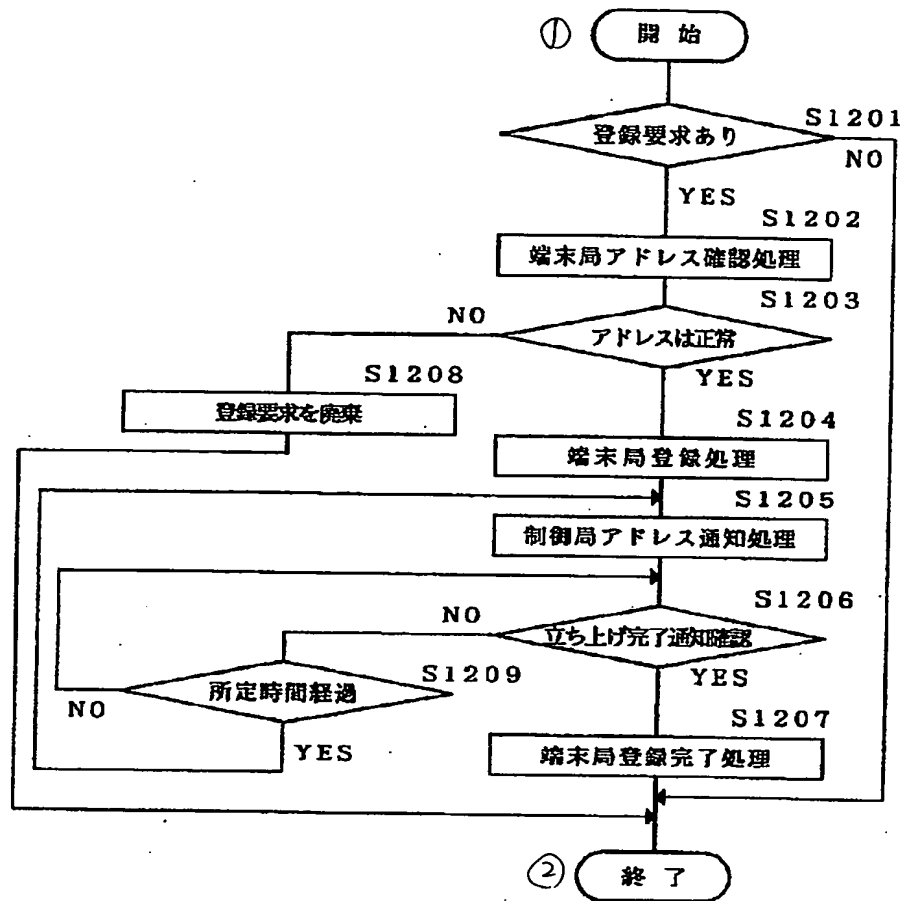 ① 開始
S1201
登録要求あり
NO
YES
S1202
端末局アドレス確認処理
S1203
NO
アドレスは正常
YES
S1208
登録要求を廃棄
S1204
端末局登録処理
S1205
制御局アドレス通知処理
S1206
NO
立ち上げ完了通知確認
YES
S1209
所定時間経過
NO
YES
S1207
端末局登録完了処理
② 終了